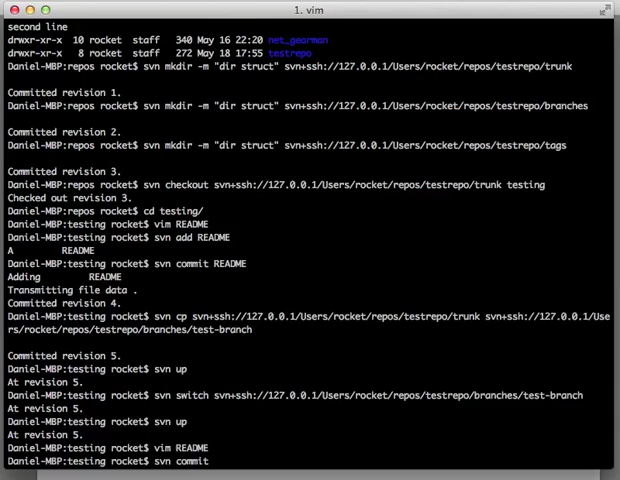 1. vim
second line
drwxr-xr-x  10 rocket  staff   340 May 16 22:20 net_gearman
drwxr-xr-x   8 rocket  staff   272 May 18 17:55 testrepo
Daniel-MBP:repos rocket$ svn mkdir -m "dir struct" svn+ssh://127.0.0.1/Users/rocket/repos/testrepo/trunk
Committed revision 1.
Daniel-MBP:repos rocket$ svn mkdir -m "dir struct" svn+ssh://127.0.0.1/Users/rocket/repos/testrepo/branches
Committed revision 2.
Daniel-MBP:repos rocket$ svn mkdir -m "dir struct" svn+ssh://127.0.0.1/Users/rocket/repos/testrepo/tags
Committed revision 3.
Daniel-MBP:repos rocket$ svn checkout svn+ssh://127.0.0.1/Users/rocket/repos/testrepo/trunk testing
Checked out revision 3.
Daniel-MBP:repos rocket$ cd testing/
Daniel-MBP:testing rocket$ vim README
Daniel-MBP:testing rocket$ svn add README
A         README
Daniel-MBP:testing rocket$ svn commit README
Adding         README
Transmitting file data .
Committed revision 4.
Daniel-MBP:testing rocket$ svn cp svn+ssh://127.0.0.1/Users/rocket/repos/testrepo/trunk svn+ssh://127.0.0.1/Use
rs/rocket/repos/testrepo/branches/test-branch
Committed revision 5.
Daniel-MBP:testing rocket$ svn up
At revision 5.
Daniel-MBP:testing rocket$ svn switch svn+ssh://127.0.0.1/Users/rocket/repos/testrepo/branches/test-branch
At revision 5.
Daniel-MBP:testing rocket$ svn up
At revision 5.
Daniel-MBP:testing rocket$ vim README
Daniel-MBP:testing rocket$ svn commit